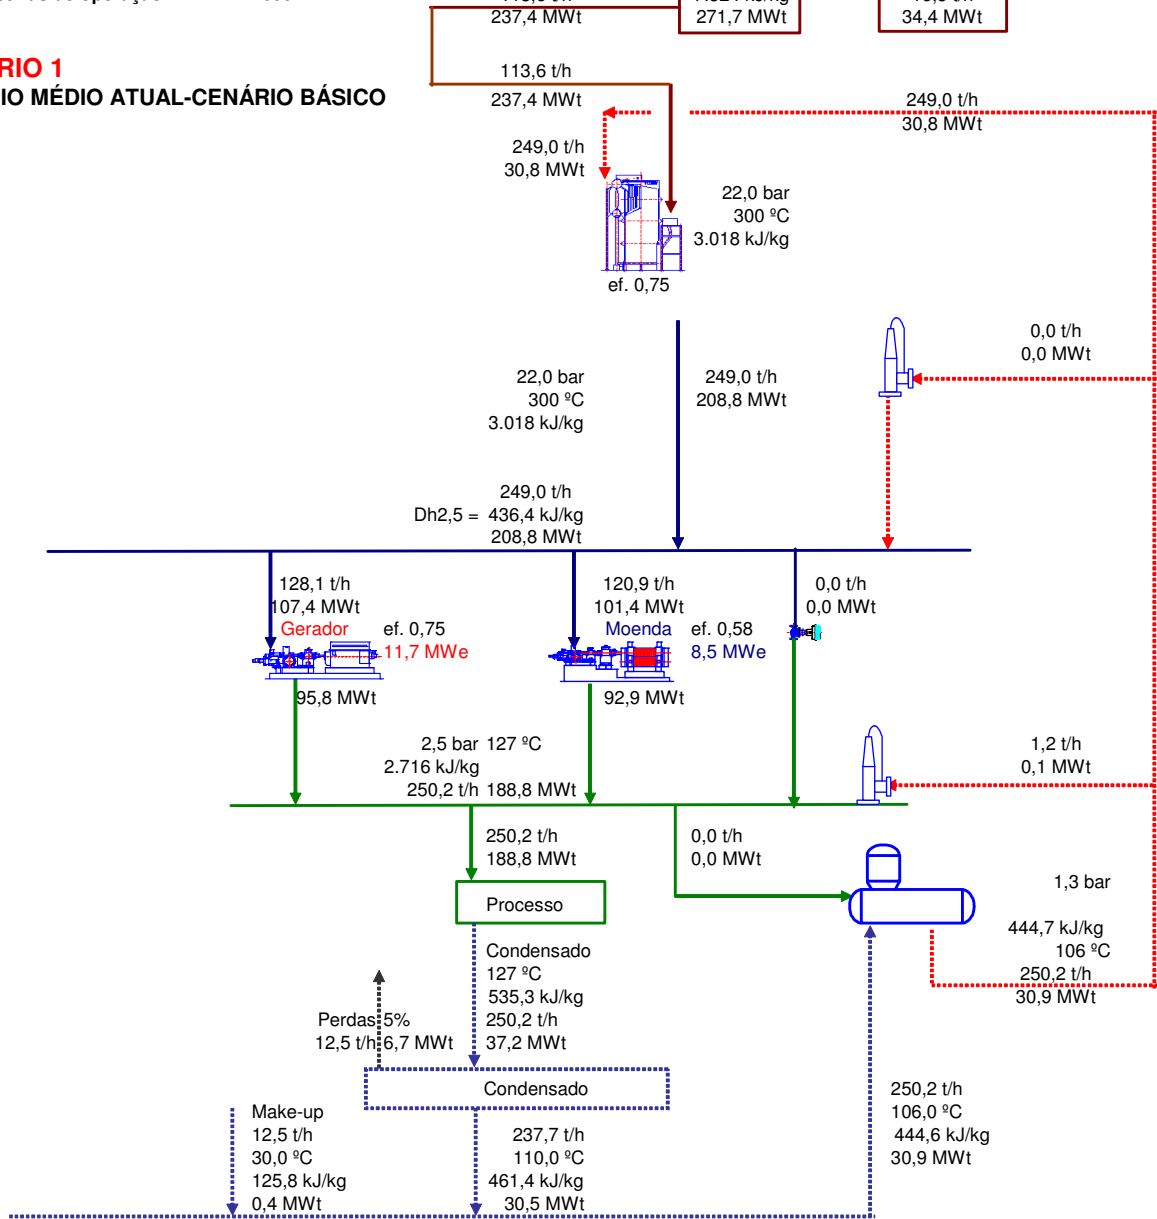 237,4 MWt
271,7 MWt
34,4 MWt
RIO 1
IO MÉDIO ATUAL-CENÁRIO BÁSICO
113,6 t/h
237,4 MWt
249,0 t/h
30,8 MWt
249,0 t/h
30,8 MWt
22,0 bar
300 ºC
3.018 kJ/kg
ef. 0,75
0,0 t/h
0,0 MWt
22,0 bar
300 ºC
3.018 kJ/kg
249,0 t/h
208,8 MWt
249,0 t/h
Dh2,5 = 436,4 kJ/kg
208,8 MWt
128,1 t/h
107,4 MWt
Gerador
ef. 0,75
11,7 MWe
95,8 MWt
120,9 t/h
101,4 MWt
Moenda
ef. 0,58
8,5 MWe
92,9 MWt
0,0 t/h
0,0 MWt
2,5 bar 127 ºC
2.716 kJ/kg
250,2 t/h 188,8 MWt
1,2 t/h
0,1 MWt
250,2 t/h
188,8 MWt
0,0 t/h
0,0 MWt
Processo
1,3 bar
444,7 kJ/kg
106 ºC
250,2 t/h
30,9 MWt
Condensado
127 ºC
535,3 kJ/kg
250,2 t/h
37,2 MWt
Perdas 5%
12,5 t/h 6,7 MWt
Condensado
Make-up
12,5 t/h
30,0 ºC
125,8 kJ/kg
0,4 MWt
237,7 t/h
110,0 ºC
461,4 kJ/kg
30,5 MWt
250,2 t/h
106,0 ºC
444,6 kJ/kg
30,9 MWt